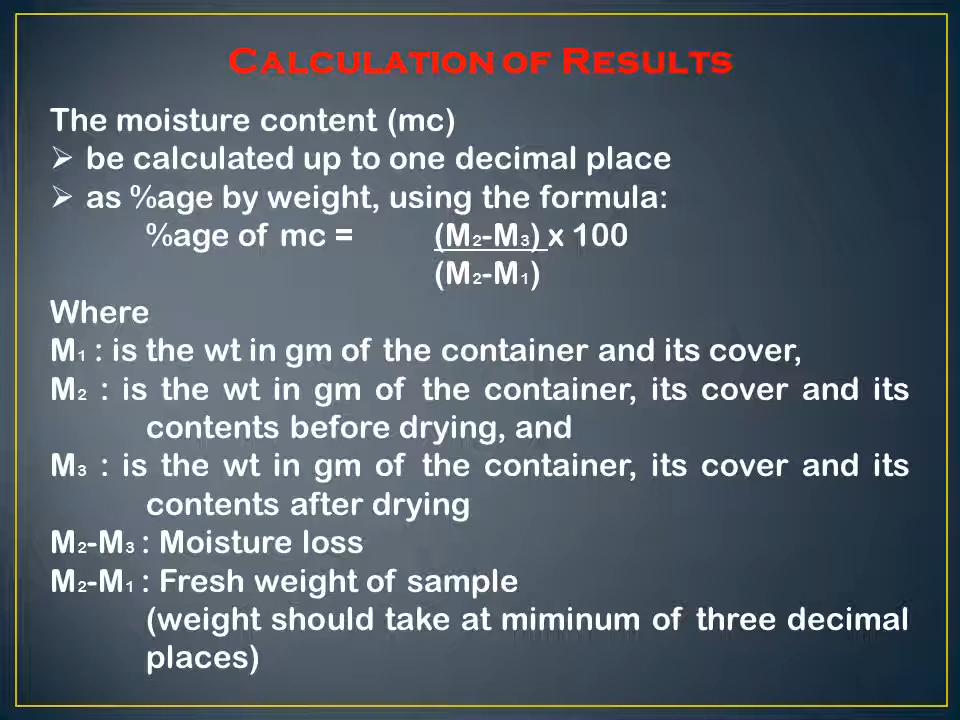 Calculation of Results
The moisture content (mc)
➢ be calculated up to one decimal place
➢ as %age by weight, using the formula:
%age of mc = (M₂-M₃) x 100
(M₂-M₁)
Where
M₁ : is the wt in gm of the container and its cover,
M₂ : is the wt in gm of the container, its cover and its
contents before drying, and
M₃ : is the wt in gm of the container, its cover and its
contents after drying
M₂-M₃ : Moisture loss
M₂-M₁ : Fresh weight of sample
(weight should take at miminum of three decimal
places)